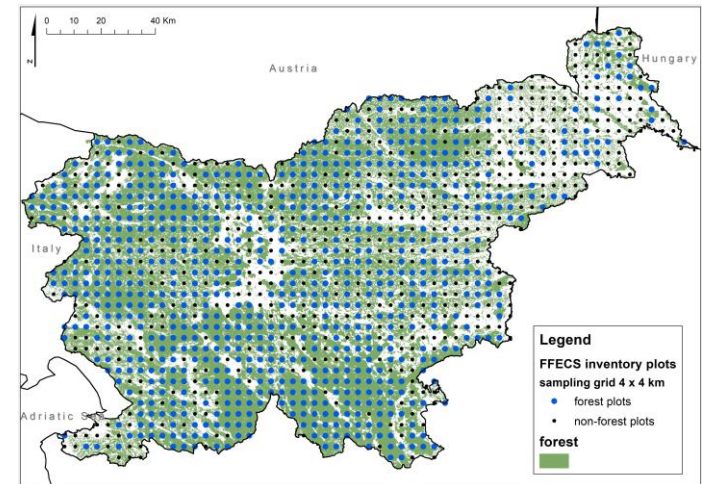 0 10 20 40 Km
N
Austria
Hungary
Italy
Adriatic Sea
Legend
FFECS inventory plots
sampling grid 4 x 4 km
forest plots
non-forest plots
forest